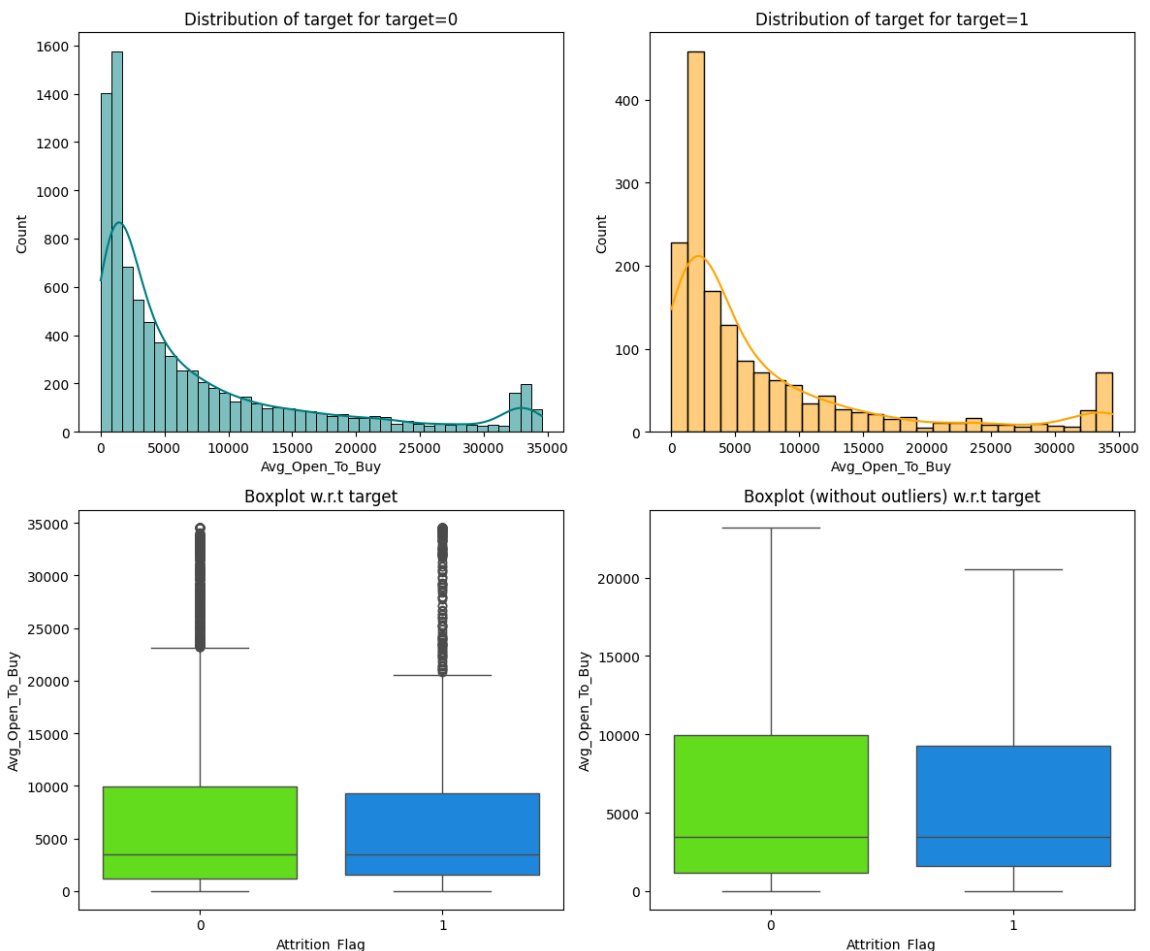 Distribution of target for target=0
Count
1600
1400
1200
1000
800
600
400
200
0
0 5000 10000 15000 20000 25000 30000 35000
Avg_Open_To_Buy
Distribution of target for target=1
Count
400
300
200
100
0
0 5000 10000 15000 20000 25000 30000 35000
Avg_Open_To_Buy
Boxplot w.r.t target
Avg_Open_To_Buy
35000
30000
25000
20000
15000
10000
5000
0
0 1
Attrition_Flag
Boxplot (without outliers) w.r.t target
Avg_Open_To_Buy
20000
15000
10000
5000
0
0 1
Attrition_Flag